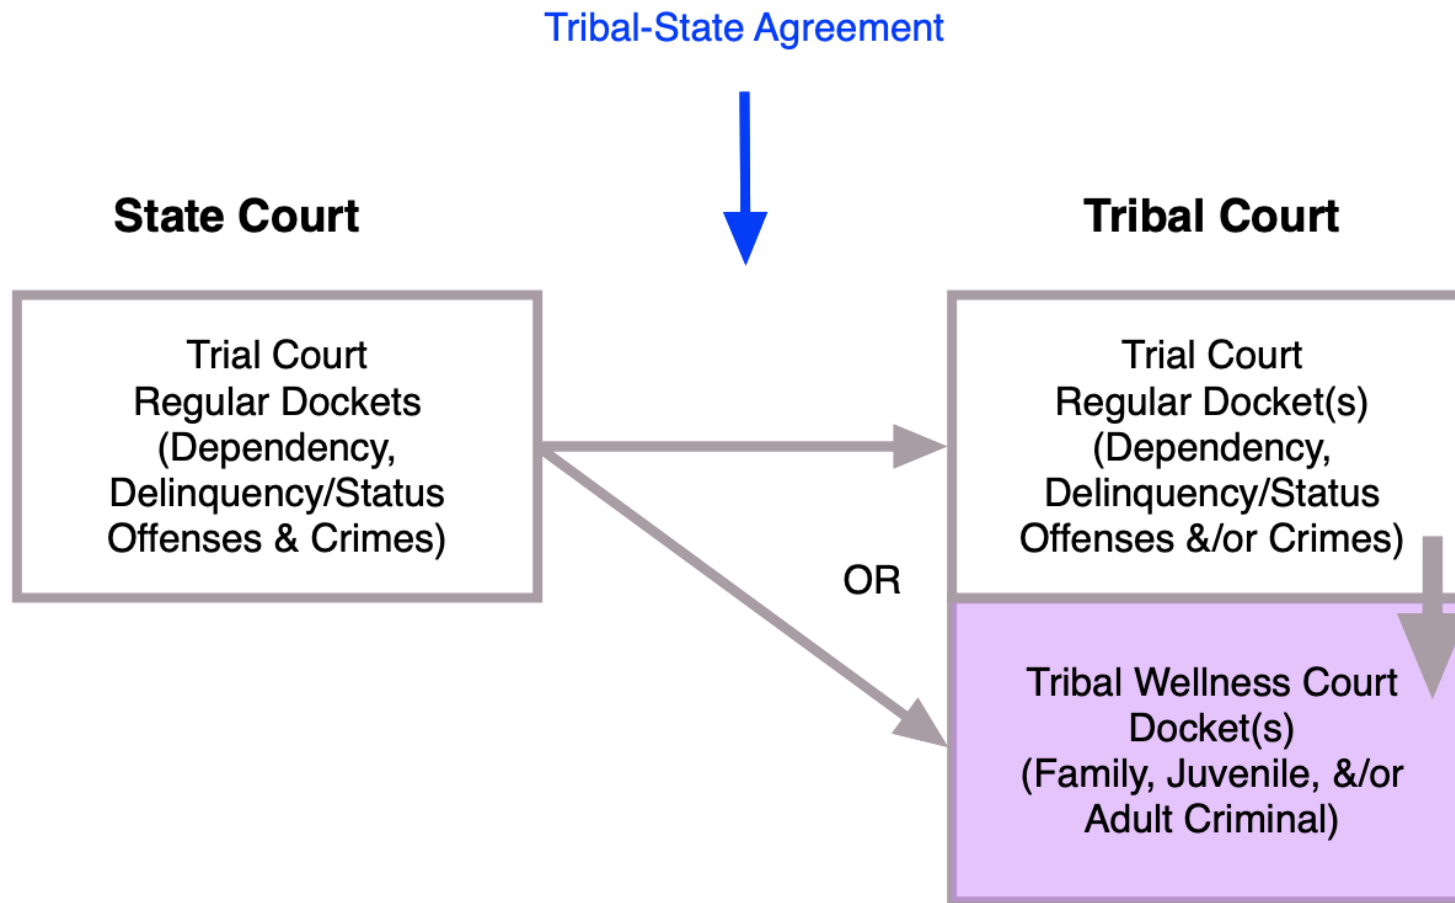 Tribal-State Agreement
State Court
Tribal Court
Trial Court
Regular Dockets
(Dependency,
Delinquency/Status
Offenses & Crimes)
Trial Court
Regular Docket(s)
(Dependency,
Delinquency/Status
Offenses &/or Crimes)
OR
Tribal Wellness Court
Docket(s)
(Family, Juvenile, &/or
Adult Criminal)